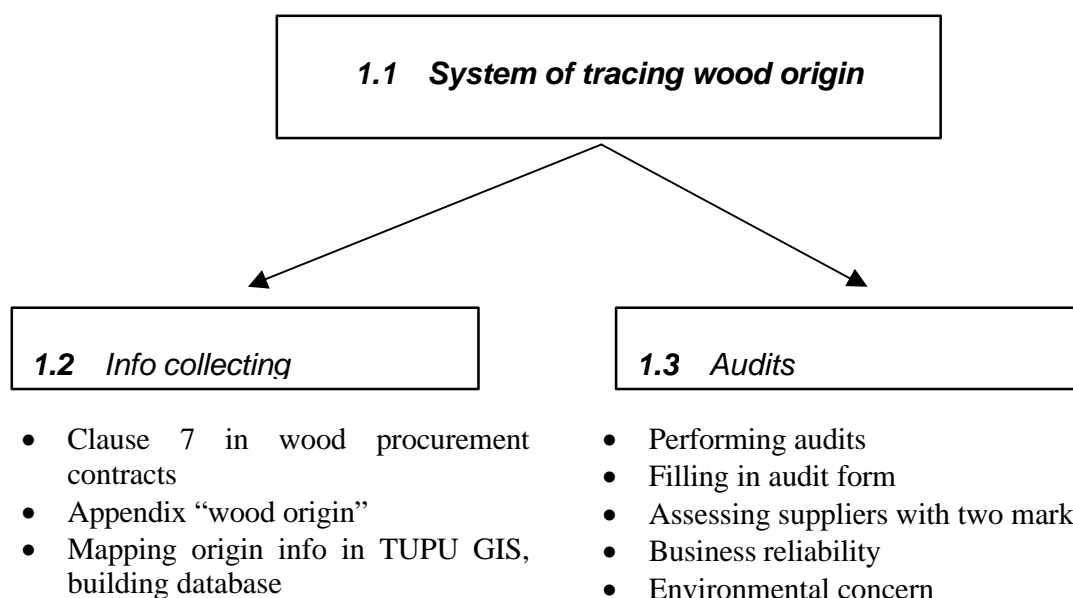 1.1 System of tracing wood origin
1.2 Info collecting
• Clause 7 in wood procurement
contracts
• Appendix “wood origin”
• Mapping origin info in TUPU GIS,
building database
1.3 Audits
• Performing audits
• Filling in audit form
• Assessing suppliers with two mark
• Business reliability
• Environmental concern